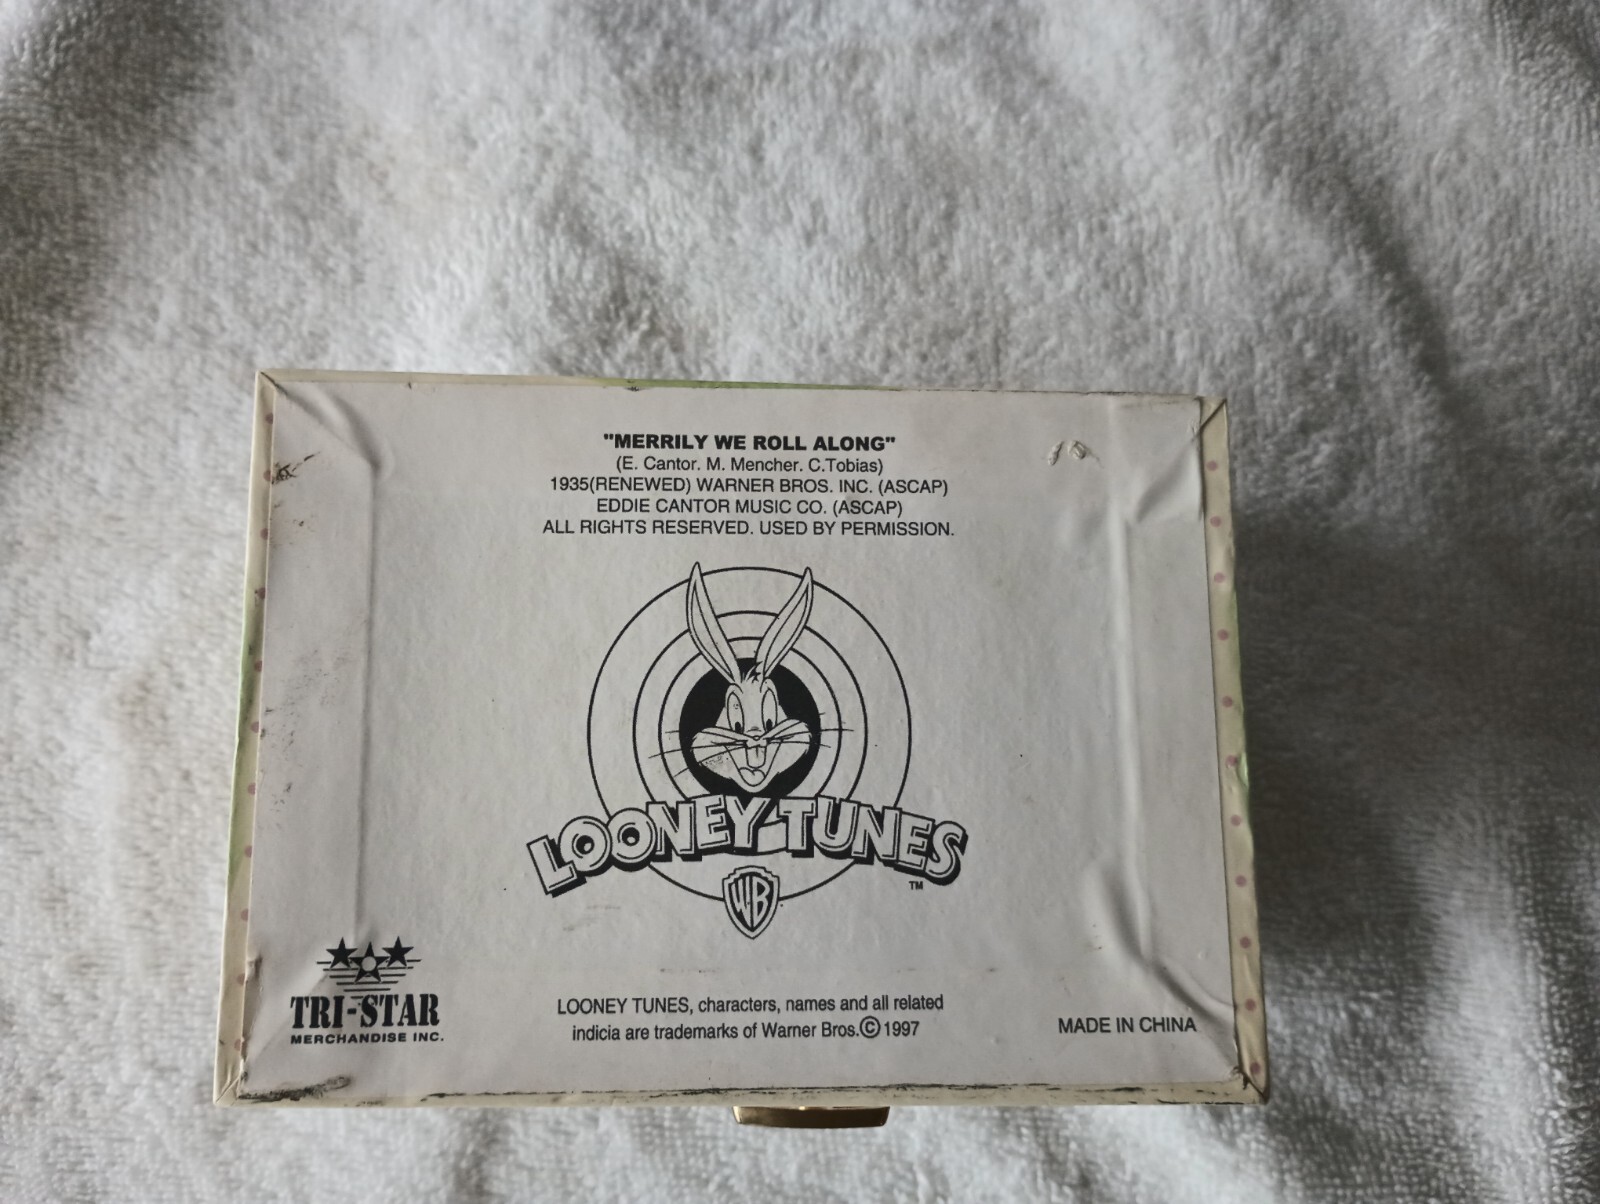 "MERRILY WE ROLL ALONG"
(E. Cantor. M. Mencher. C.Tobias)
1935(RENEWED) WARNER BROS. INC. (ASCAP)
EDDIE CANTOR MUSIC CO. (ASCAP)
ALL RIGHTS RESERVED. USED BY PERMISSION.
LOONEY TUNES
TM
WB
TRI-STAR
MERCHANDISE INC.
LOONEY TUNES, characters, names and all related
indicia are trademarks of Warner Bros.©1997
MADE IN CHINA